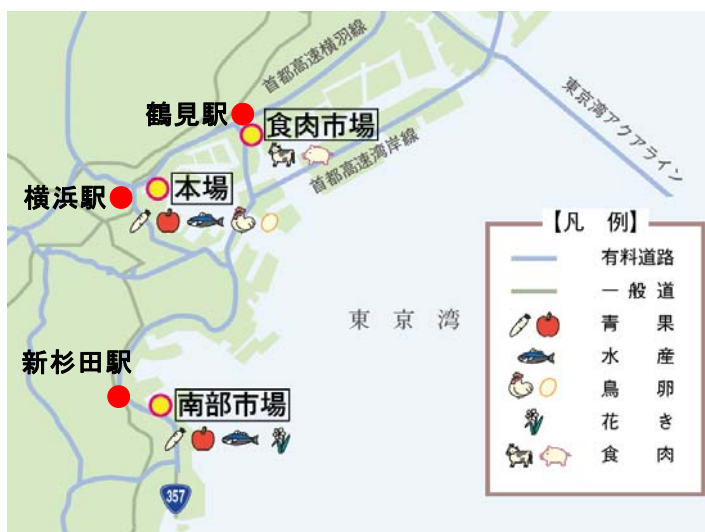 首都高速横羽線
東京湾アクアライン
鶴見駅
食肉市場
首都高速湾岸線
横浜駅
本場
【凡 例】
有料道路
一般道
青果
水産
鳥卵
花き
食肉
東京湾
新杉田駅
南部市場
357